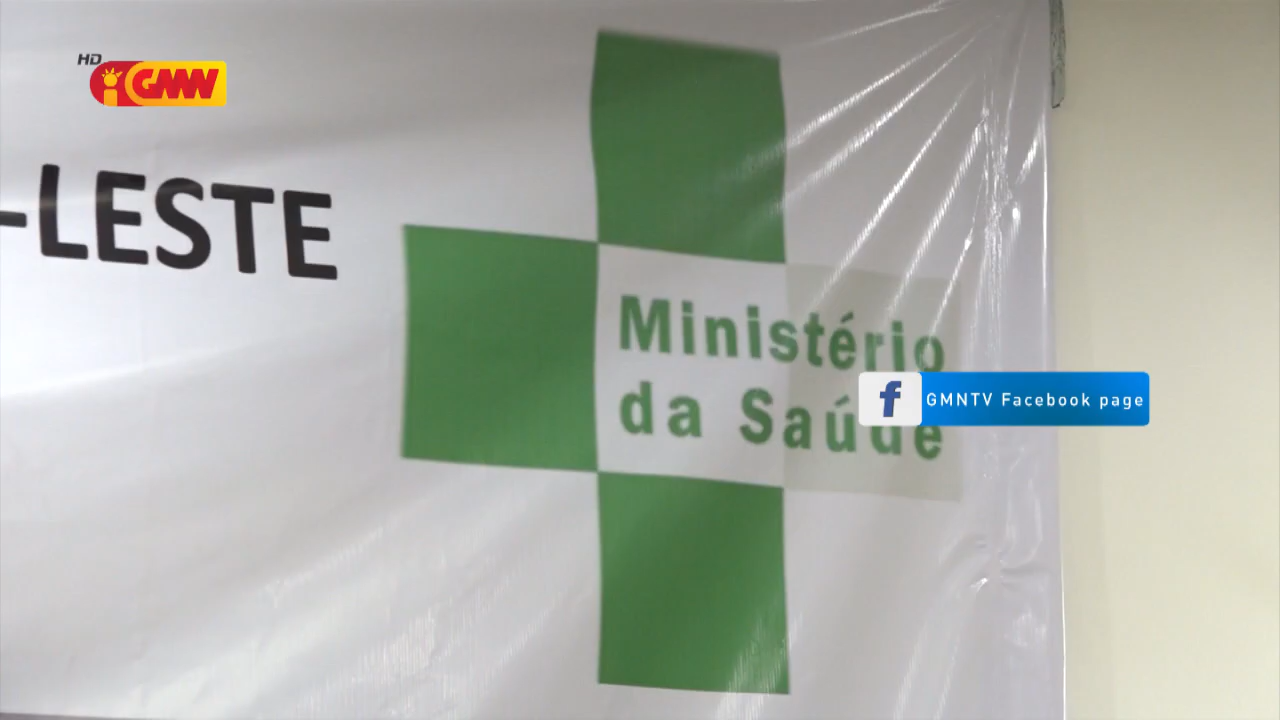 HD
GMN
-LESTE
Ministério
da Saúde
GMNTV Facebook page